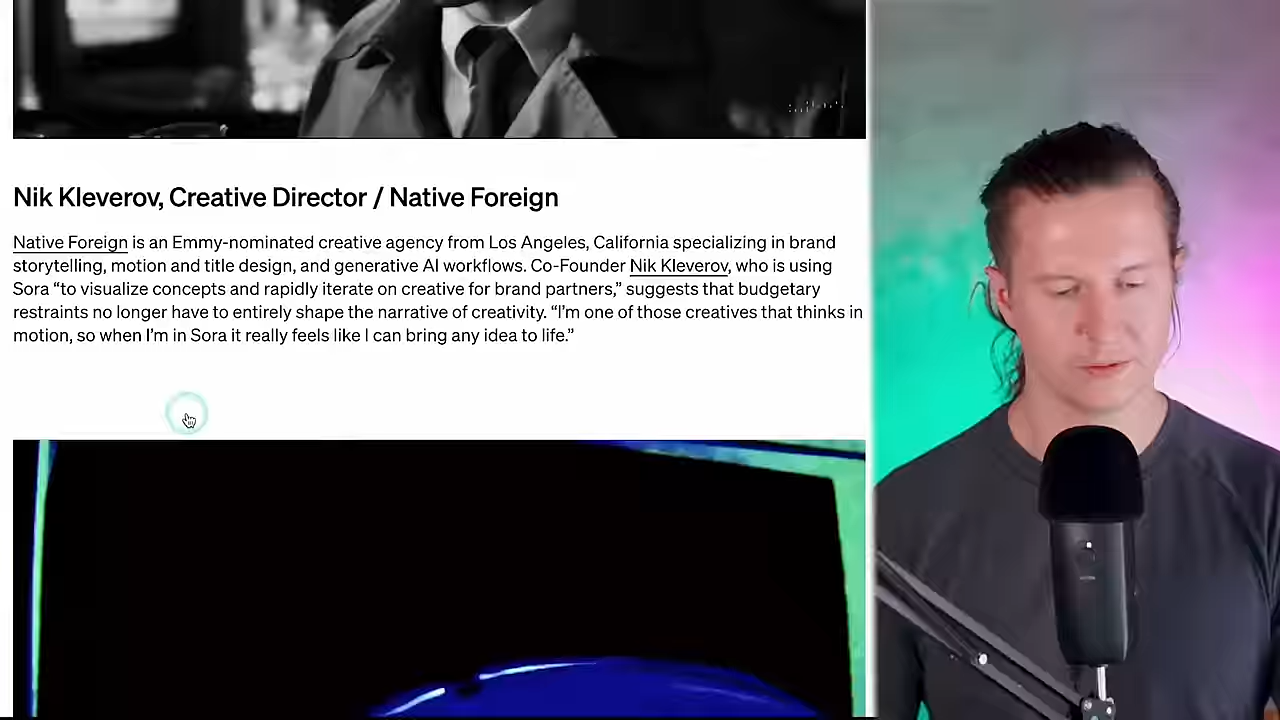 Nik Kleverov, Creative Director / Native Foreign
Native Foreign is an Emmy-nominated creative agency from Los Angeles, California specializing in brand
storytelling, motion and title design, and generative AI workflows. Co-Founder Nik Kleverov, who is using
Sora “to visualize concepts and rapidly iterate on creative for brand partners,” suggests that budgetary
restraints no longer have to entirely shape the narrative of creativity. “I’m one of those creatives that thinks in
motion, so when I’m in Sora it really feels like I can bring any idea to life.”